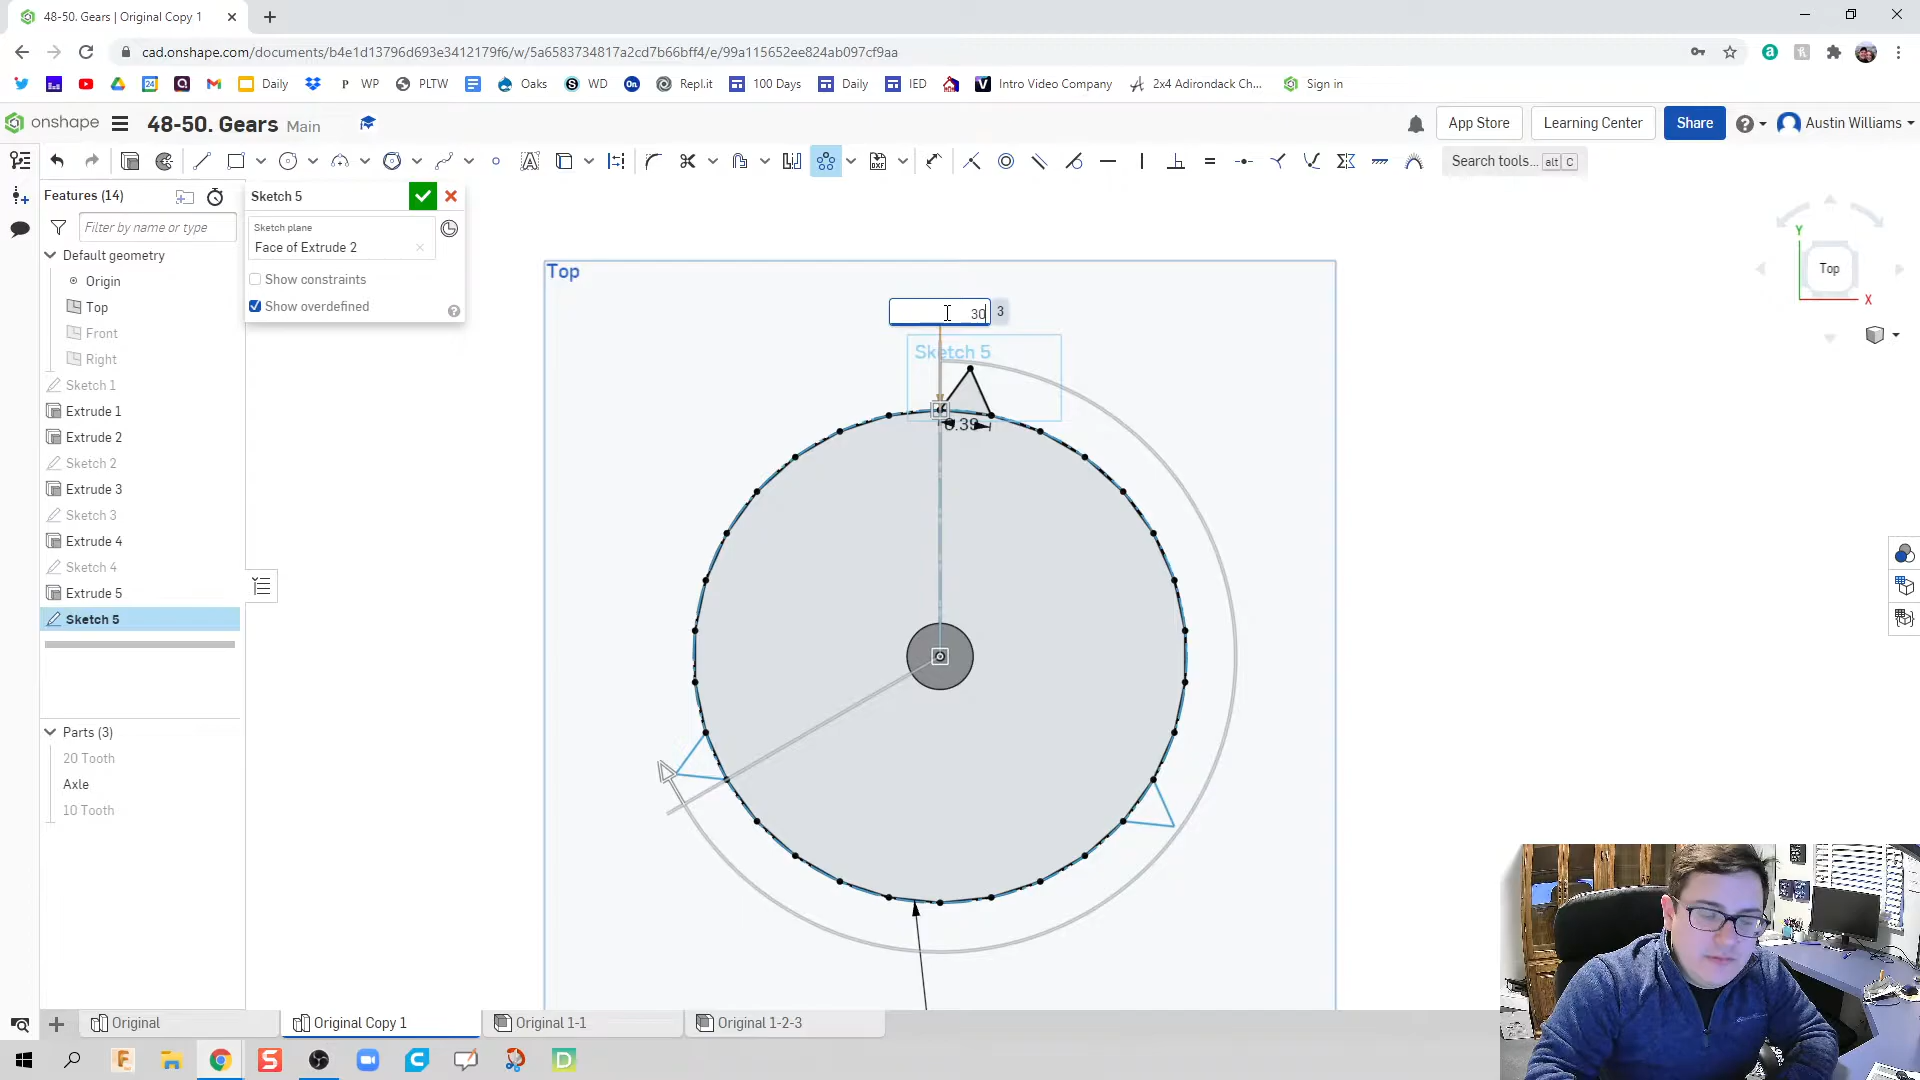 48-50. Gears | Original Copy 1
cad.onshape.com/documents/b4e1d13796d693e3412179f6/w/5a6583734817a2cd7b66bff4/e/99a115652ee824ab097cf9aa
24
Daily
P WP
PLTW
Oaks
S WD
On
Repl.it
100 Days
Daily
IED
Intro Video Company
2x4 Adirondack Ch...
Sign in
onshape
48-50. Gears Main
App Store
Learning Center
Share
Austin Williams
Search tools... alt C
Features (14)
Filter by name or type
Default geometry
Origin
Top
Front
Right
Sketch 1
Extrude 1
Extrude 2
Sketch 2
Extrude 3
Sketch 3
Extrude 4
Sketch 4
Extrude 5
Sketch 5
Parts (3)
20 Tooth
Axle
10 Tooth
Sketch 5
Sketch plane
Face of Extrude 2
Show constraints
Show overdefined
Top
30
3
Sketch 5
Y
Top
X
Original
Original Copy 1
Original 1-1
Original 1-2-3